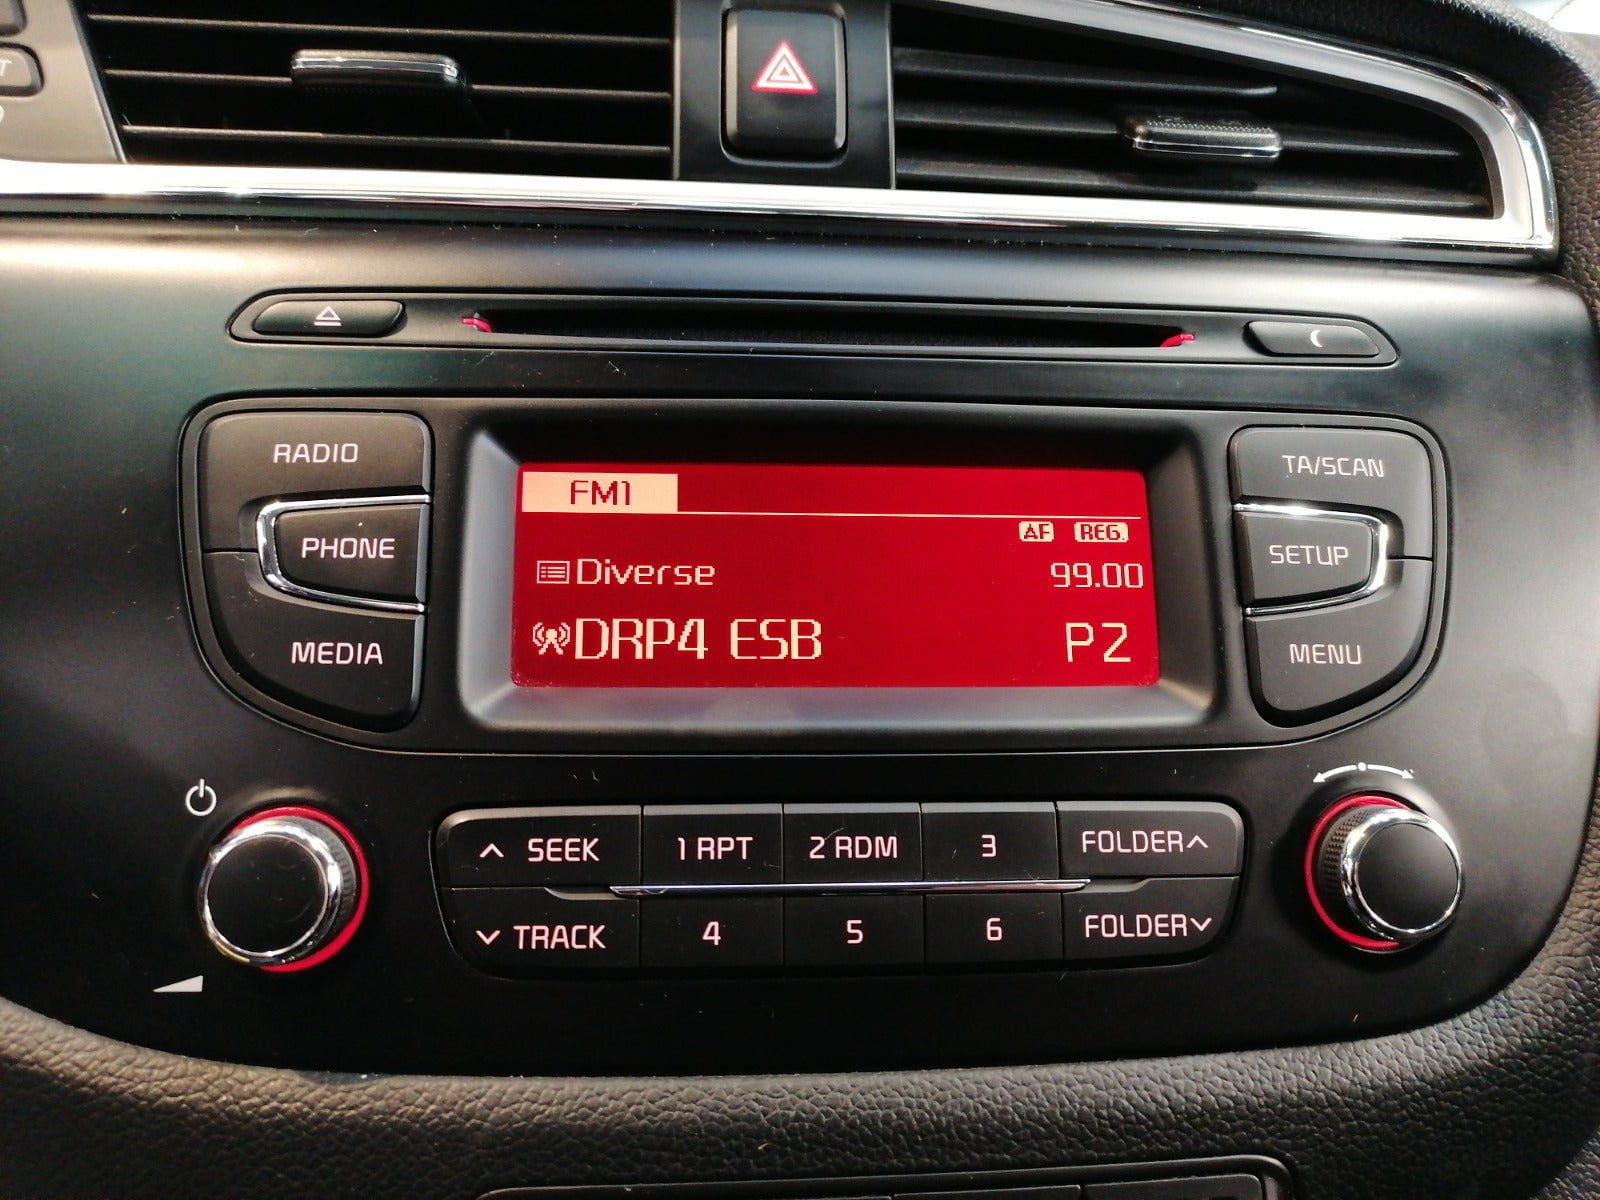 RADIO
PHONE
MEDIA
FM1
AF REG.
Diverse 99.00
DRP4 ESB P2
TA/SCAN
SETUP
MENU
SEEK 1 RPT 2 RDM 3 FOLDER
TRACK 4 5 6 FOLDER